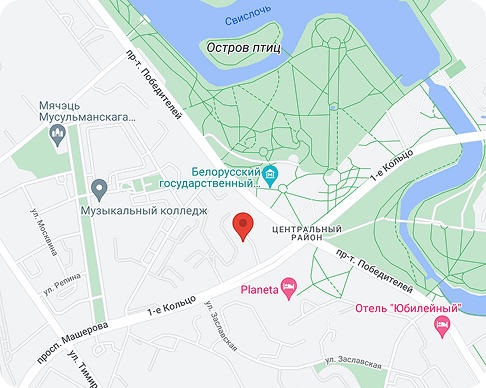 Свислочь
Остров птиц
пр-т. Победителей
Мячэць
Мусульманскага...
1-е Кольцо
Белорусский
государственный...
Музыкальный колледж
ул. Москвина
ЦЕНТРАЛЬНЫЙ
РАЙОН
пр-т. Победителей
ул. Репина
Planeta
1-е Кольцо
Отель "Юбилейный"
просп. Машерова
ул. Заславская
ул. Тимир
ул. Заславская